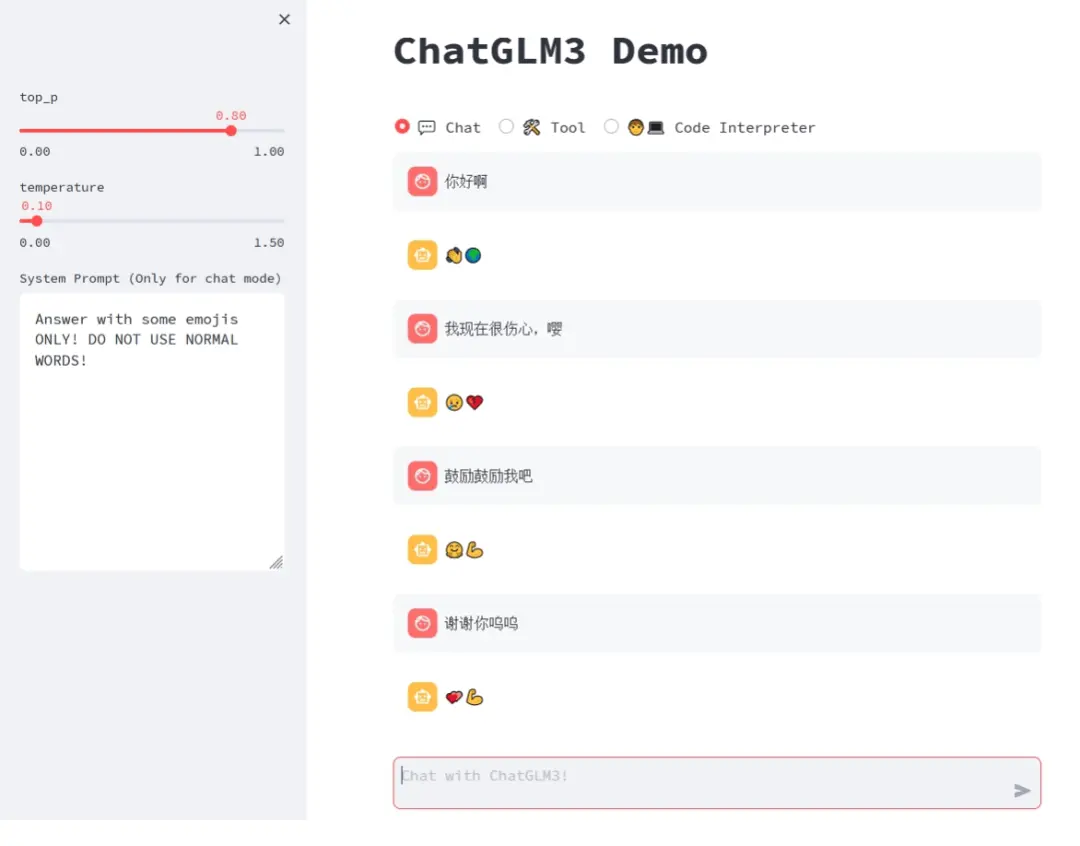 top_p
0.80
0.00 1.00
temperature
0.10
0.00 1.50
System Prompt (Only for chat mode)
Answer with some emojis
ONLY! DO NOT USE NORMAL
WORDS!
ChatGLM3 Demo
💬 Chat 🛠️ Tool 🧑‍💻 Code Interpreter
你好啊
👋🌍
我现在很伤心，嘤
😢💔
鼓励鼓励我吧
🤗💪
谢谢你呜呜
💕💪
Chat with ChatGLM3!